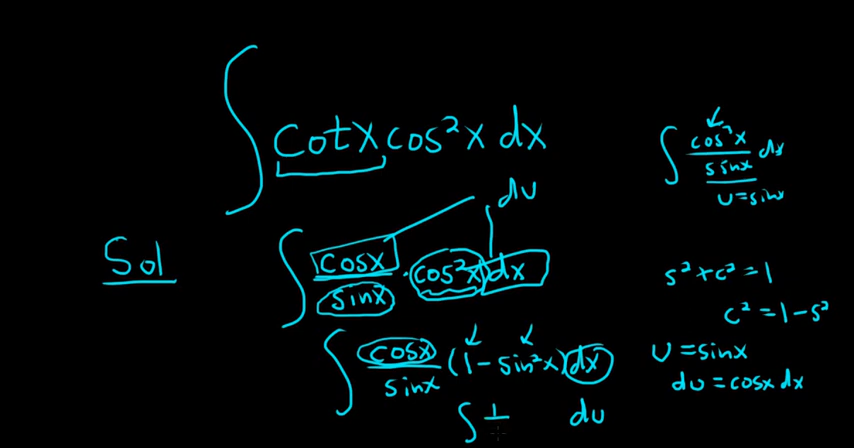 ∫ cotx cos²x dx
du
Sol ∫ cosx/sinx · cos²x dx
∫ cosx/sinx (1 - sin²x) dx
∫ 1/ du
∫ cos³x/sinx dx
u = sinx
s² + c² = 1
c² = 1 - s²
u = sinx
du = cosx dx